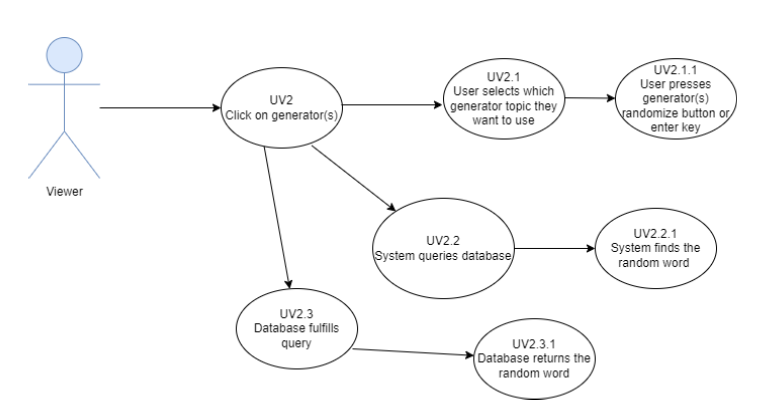 UV2
Click on generator(s)
UV2.1
User selects which
generator topic they
want to use
UV2.1.1
User presses
generator(s)
randomize button or
enter key
Viewer
UV2.2
System queries database
UV2.2.1
System finds the
random word
UV2.3
Database fulfills
query
UV2.3.1
Database returns the
random word